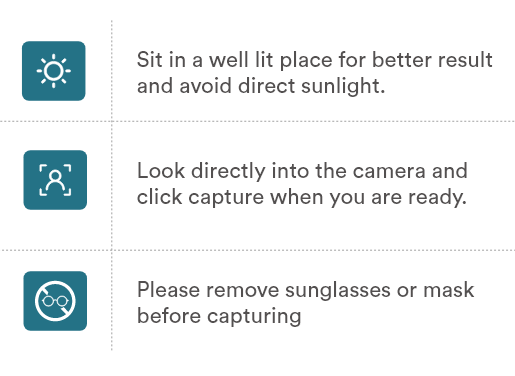 Sit in a well lit place for better result
and avoid direct sunlight.
Look directly into the camera and
click capture when you are ready.
Please remove sunglasses or mask
before capturing